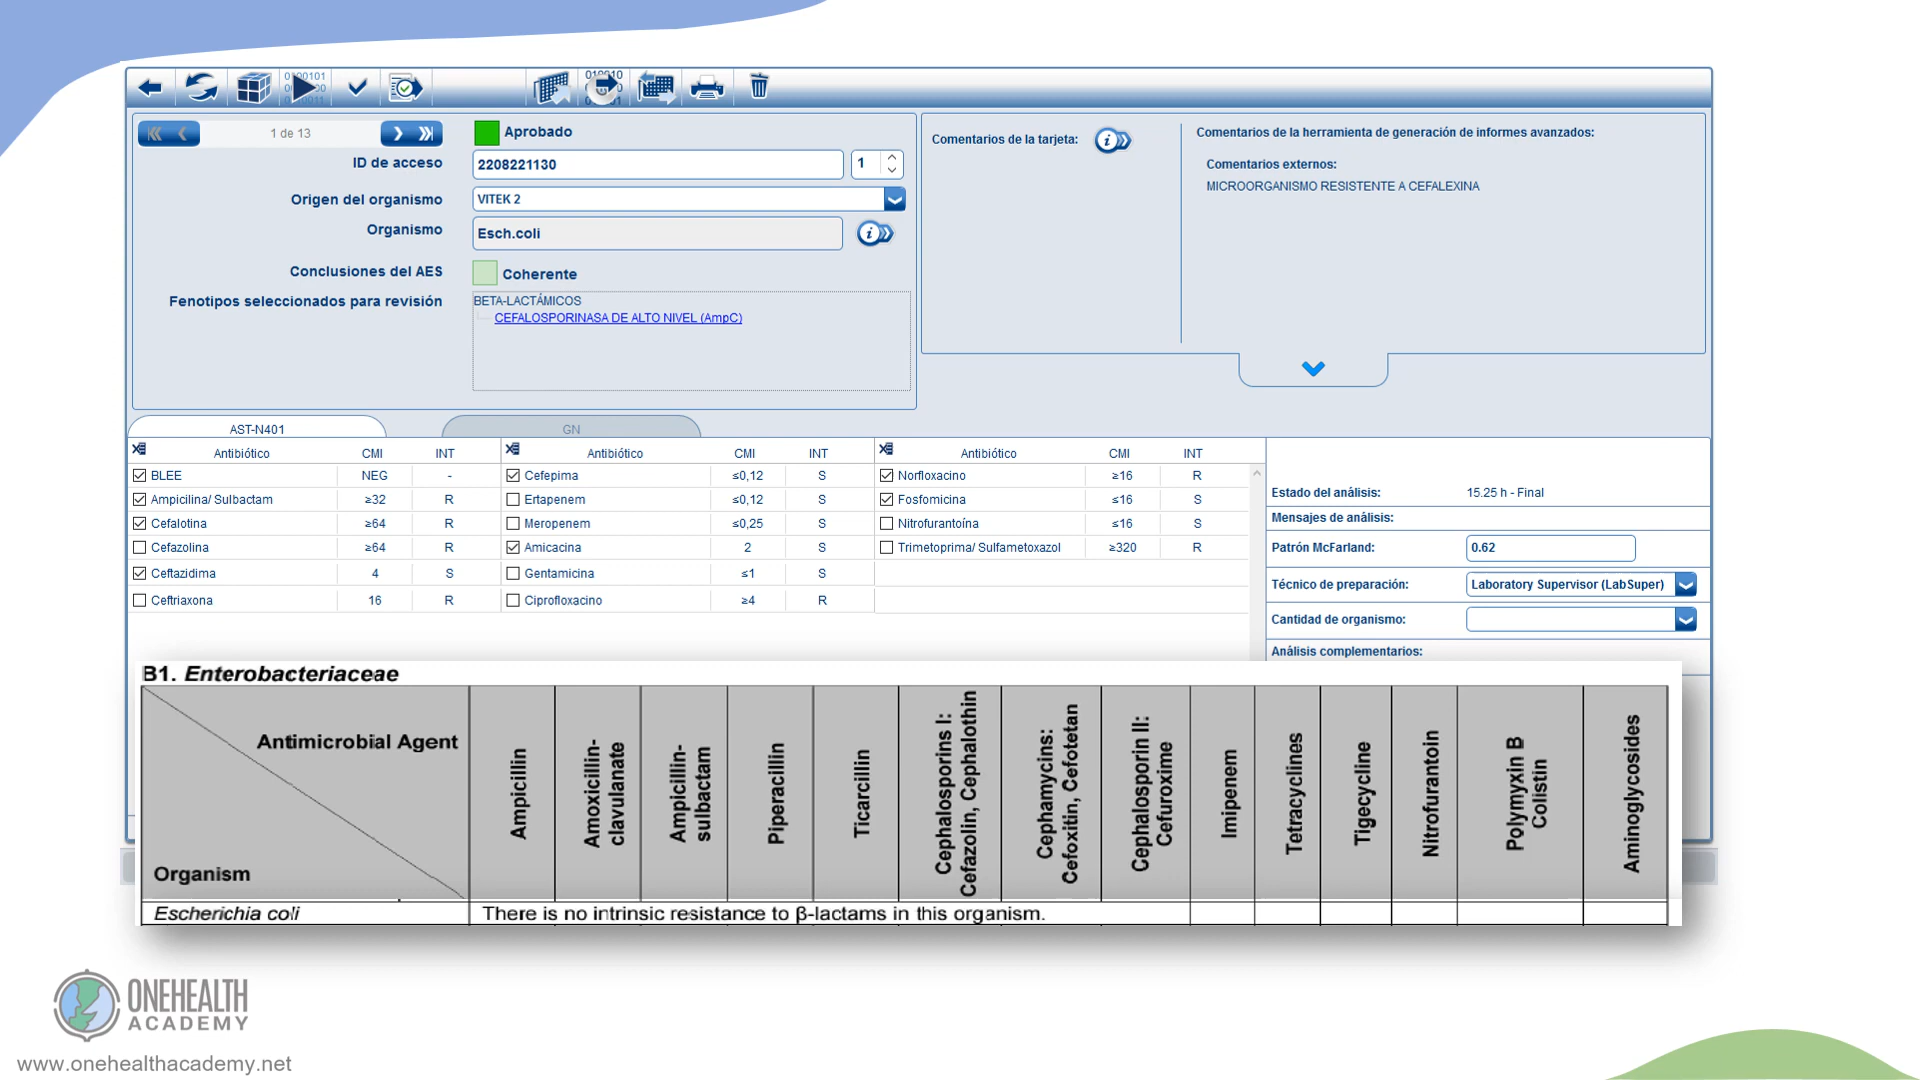 1 de 13
Aprobado
ID de acceso
2208221130
1
Origen del organismo
VITEK 2
Organismo
Esch.coli
Conclusiones del AES
Coherente
Fenotipos seleccionados para revisión
BETA-LACTÁMICOS
CEFALOSPORINASA DE ALTO NIVEL (AmpC)
Comentarios de la tarjeta:
Comentarios de la herramienta de generación de informes avanzados:
Comentarios externos:
MICROORGANISMO RESISTENTE A CEFALEXINA
AST-N401
GN
Antibiótico CMI INT Antibiótico CMI INT Antibiótico CMI INT
BLEE NEG - Cefepima ≤0,12 S Norfloxacino ≥16 R
Ampicilina/ Sulbactam ≥32 R Ertapenem ≤0,12 S Fosfomicina ≤16 S
Cefalotina ≥64 R Meropenem ≤0,25 S Nitrofurantoína ≤16 S
Cefazolina ≥64 R Amicacina 2 S Trimetoprima/ Sulfametoxazol ≥320 R
Ceftazidima 4 S Gentamicina ≤1 S
Ceftriaxona 16 R Ciprofloxacino ≥4 R
Estado del análisis: 15.25 h - Final
Mensajes de análisis:
Patrón McFarland: 0.62
Técnico de preparación: Laboratory Supervisor (LabSuper)
Cantidad de organismo:
Análisis complementarios:
B1. Enterobacteriaceae
Antimicrobial Agent
Organism
Ampicillin
Amoxicillin-
clavulanate
Ampicillin-
sulbactam
Piperacillin
Ticarcillin
Cephalosporins I:
Cefazolin, Cephalothin
Cephamycins:
Cefoxitin, Cefotetan
Cephalosporin II:
Cefuroxime
Imipenem
Tetracyclines
Tigecycline
Nitrofurantoin
Polymyxin B
Colistin
Aminoglycosides
Escherichia coli There is no intrinsic resistance to β-lactams in this organism.
ONEHEALTH
ACADEMY
www.onehealthacademy.net